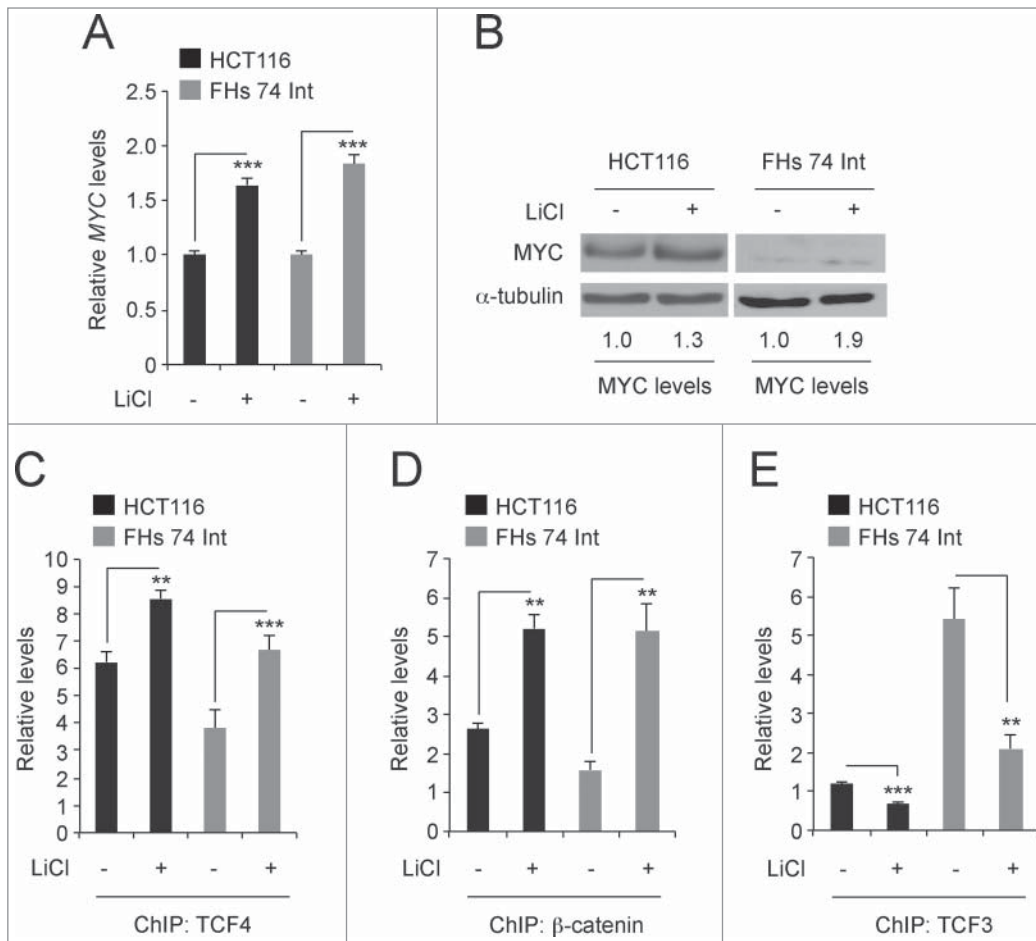 A
HCT116
FHs 74 Int
2.5
2.0
1.5
1.0
0.5
0
Relative MYC levels
***
***
LiCl - + - +
B
HCT116 FHs 74 Int
LiCl - + - +
MYC
α-tubulin
1.0 1.3 1.0 1.9
MYC levels MYC levels
C
HCT116
FHs 74 Int
10
9
8
7
6
5
4
3
2
1
0
Relative levels
**
***
LiCl - + - +
ChIP: TCF4
D
HCT116
FHs 74 Int
7
6
5
4
3
2
1
0
Relative levels
**
**
LiCl - + - +
ChIP: β-catenin
E
HCT116
FHs 74 Int
7
6
5
4
3
2
1
0
Relative levels
***
**
LiCl - + - +
ChIP: TCF3